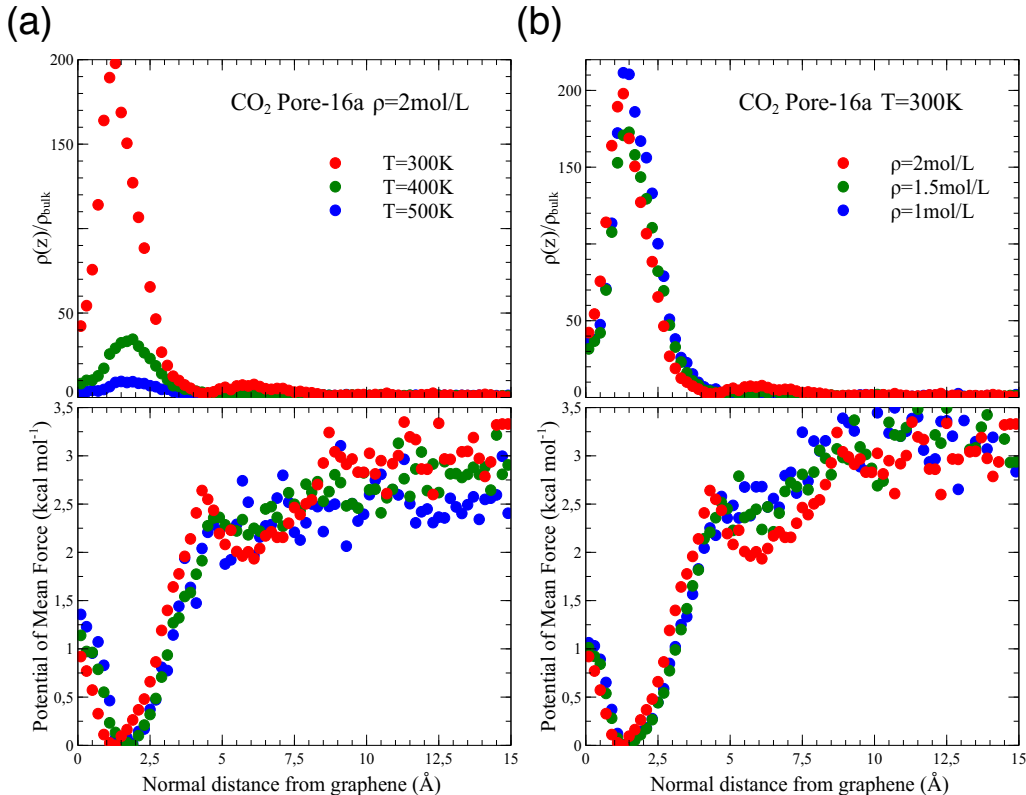 (a)
(b)
200
150
100
50
0
ρ(z)/ρbulk
CO2 Pore-16a ρ=2mol/L
T=300K
T=400K
T=500K
3,5
3
2,5
2
1,5
1
0,5
0
Potential of Mean Force (kcal mol-1)
0
2,5
5
7,5
10
12,5
15
Normal distance from graphene (Å)
200
150
100
50
0
ρ(z)/ρbulk
CO2 Pore-16a T=300K
ρ=2mol/L
ρ=1.5mol/L
ρ=1mol/L
3,5
3
2,5
2
1,5
1
0,5
0
Potential of Mean Force (kcal mol-1)
0
2,5
5
7,5
10
12,5
15
Normal distance from graphene (Å)